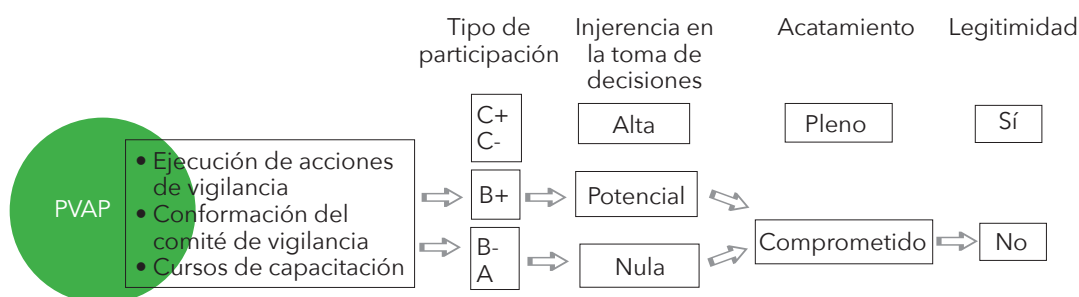 Tipo de
participación
Injerencia en
la toma de
decisiones
Acatamiento
Legitimidad
C+
C-
Alta
Pleno
Sí
PVAP
• Ejecución de acciones
de vigilancia
• Conformación del
comité de vigilancia
• Cursos de capacitación
B+
Potencial
B-
A
Nula
Comprometido
No